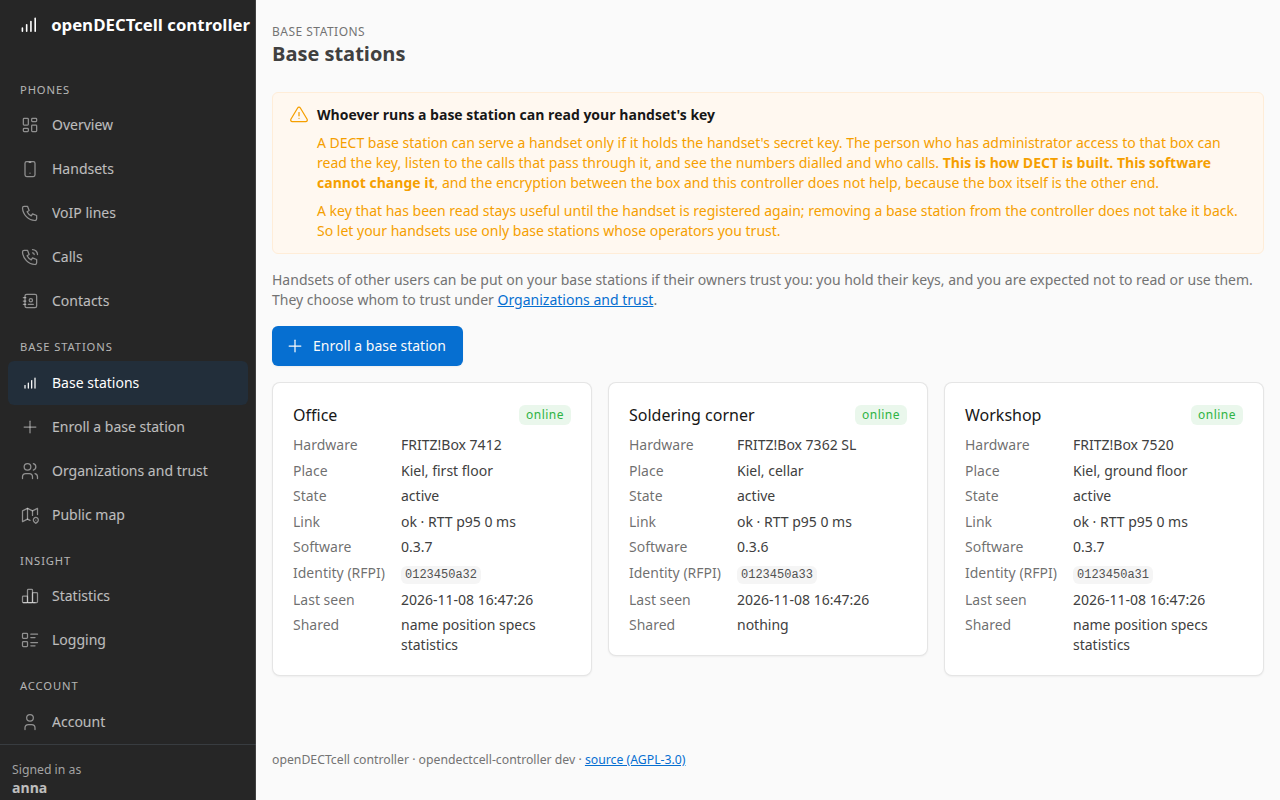 openDECTcell controller
PHONES
Overview
Handsets
VoIP lines
Calls
Contacts
BASE STATIONS
Base stations
Enroll a base station
Organizations and trust
Public map
INSIGHT
Statistics
Logging
ACCOUNT
Account
Signed in as
anna
BASE STATIONS
Base stations
Whoever runs a base station can read your handset's key
A DECT base station can serve a handset only if it holds the handset's secret key. The person who has administrator access to that box can
read the key, listen to the calls that pass through it, and see the numbers dialled and who calls. This is how DECT is built. This software
cannot change it, and the encryption between the box and this controller does not help, because the box itself is the other end.
A key that has been read stays useful until the handset is registered again; removing a base station from the controller does not take it back.
So let your handsets use only base stations whose operators you trust.
Handsets of other users can be put on your base stations if their owners trust you: you hold their keys, and you are expected not to read or use them.
They choose whom to trust under Organizations and trust.
Enroll a base station
Office online
Hardware FRITZ!Box 7412
Place Kiel, first floor
State active
Link ok · RTT p95 0 ms
Software 0.3.7
Identity (RFPI) 0123450a32
Last seen 2026-11-08 16:47:26
Shared name position specs
statistics
Soldering corner online
Hardware FRITZ!Box 7362 SL
Place Kiel, cellar
State active
Link ok · RTT p95 0 ms
Software 0.3.6
Identity (RFPI) 0123450a33
Last seen 2026-11-08 16:47:26
Shared nothing
Workshop online
Hardware FRITZ!Box 7520
Place Kiel, ground floor
State active
Link ok · RTT p95 0 ms
Software 0.3.7
Identity (RFPI) 0123450a31
Last seen 2026-11-08 16:47:26
Shared name position specs
statistics
openDECTcell controller · opendectcell-controller dev · source (AGPL-3.0)